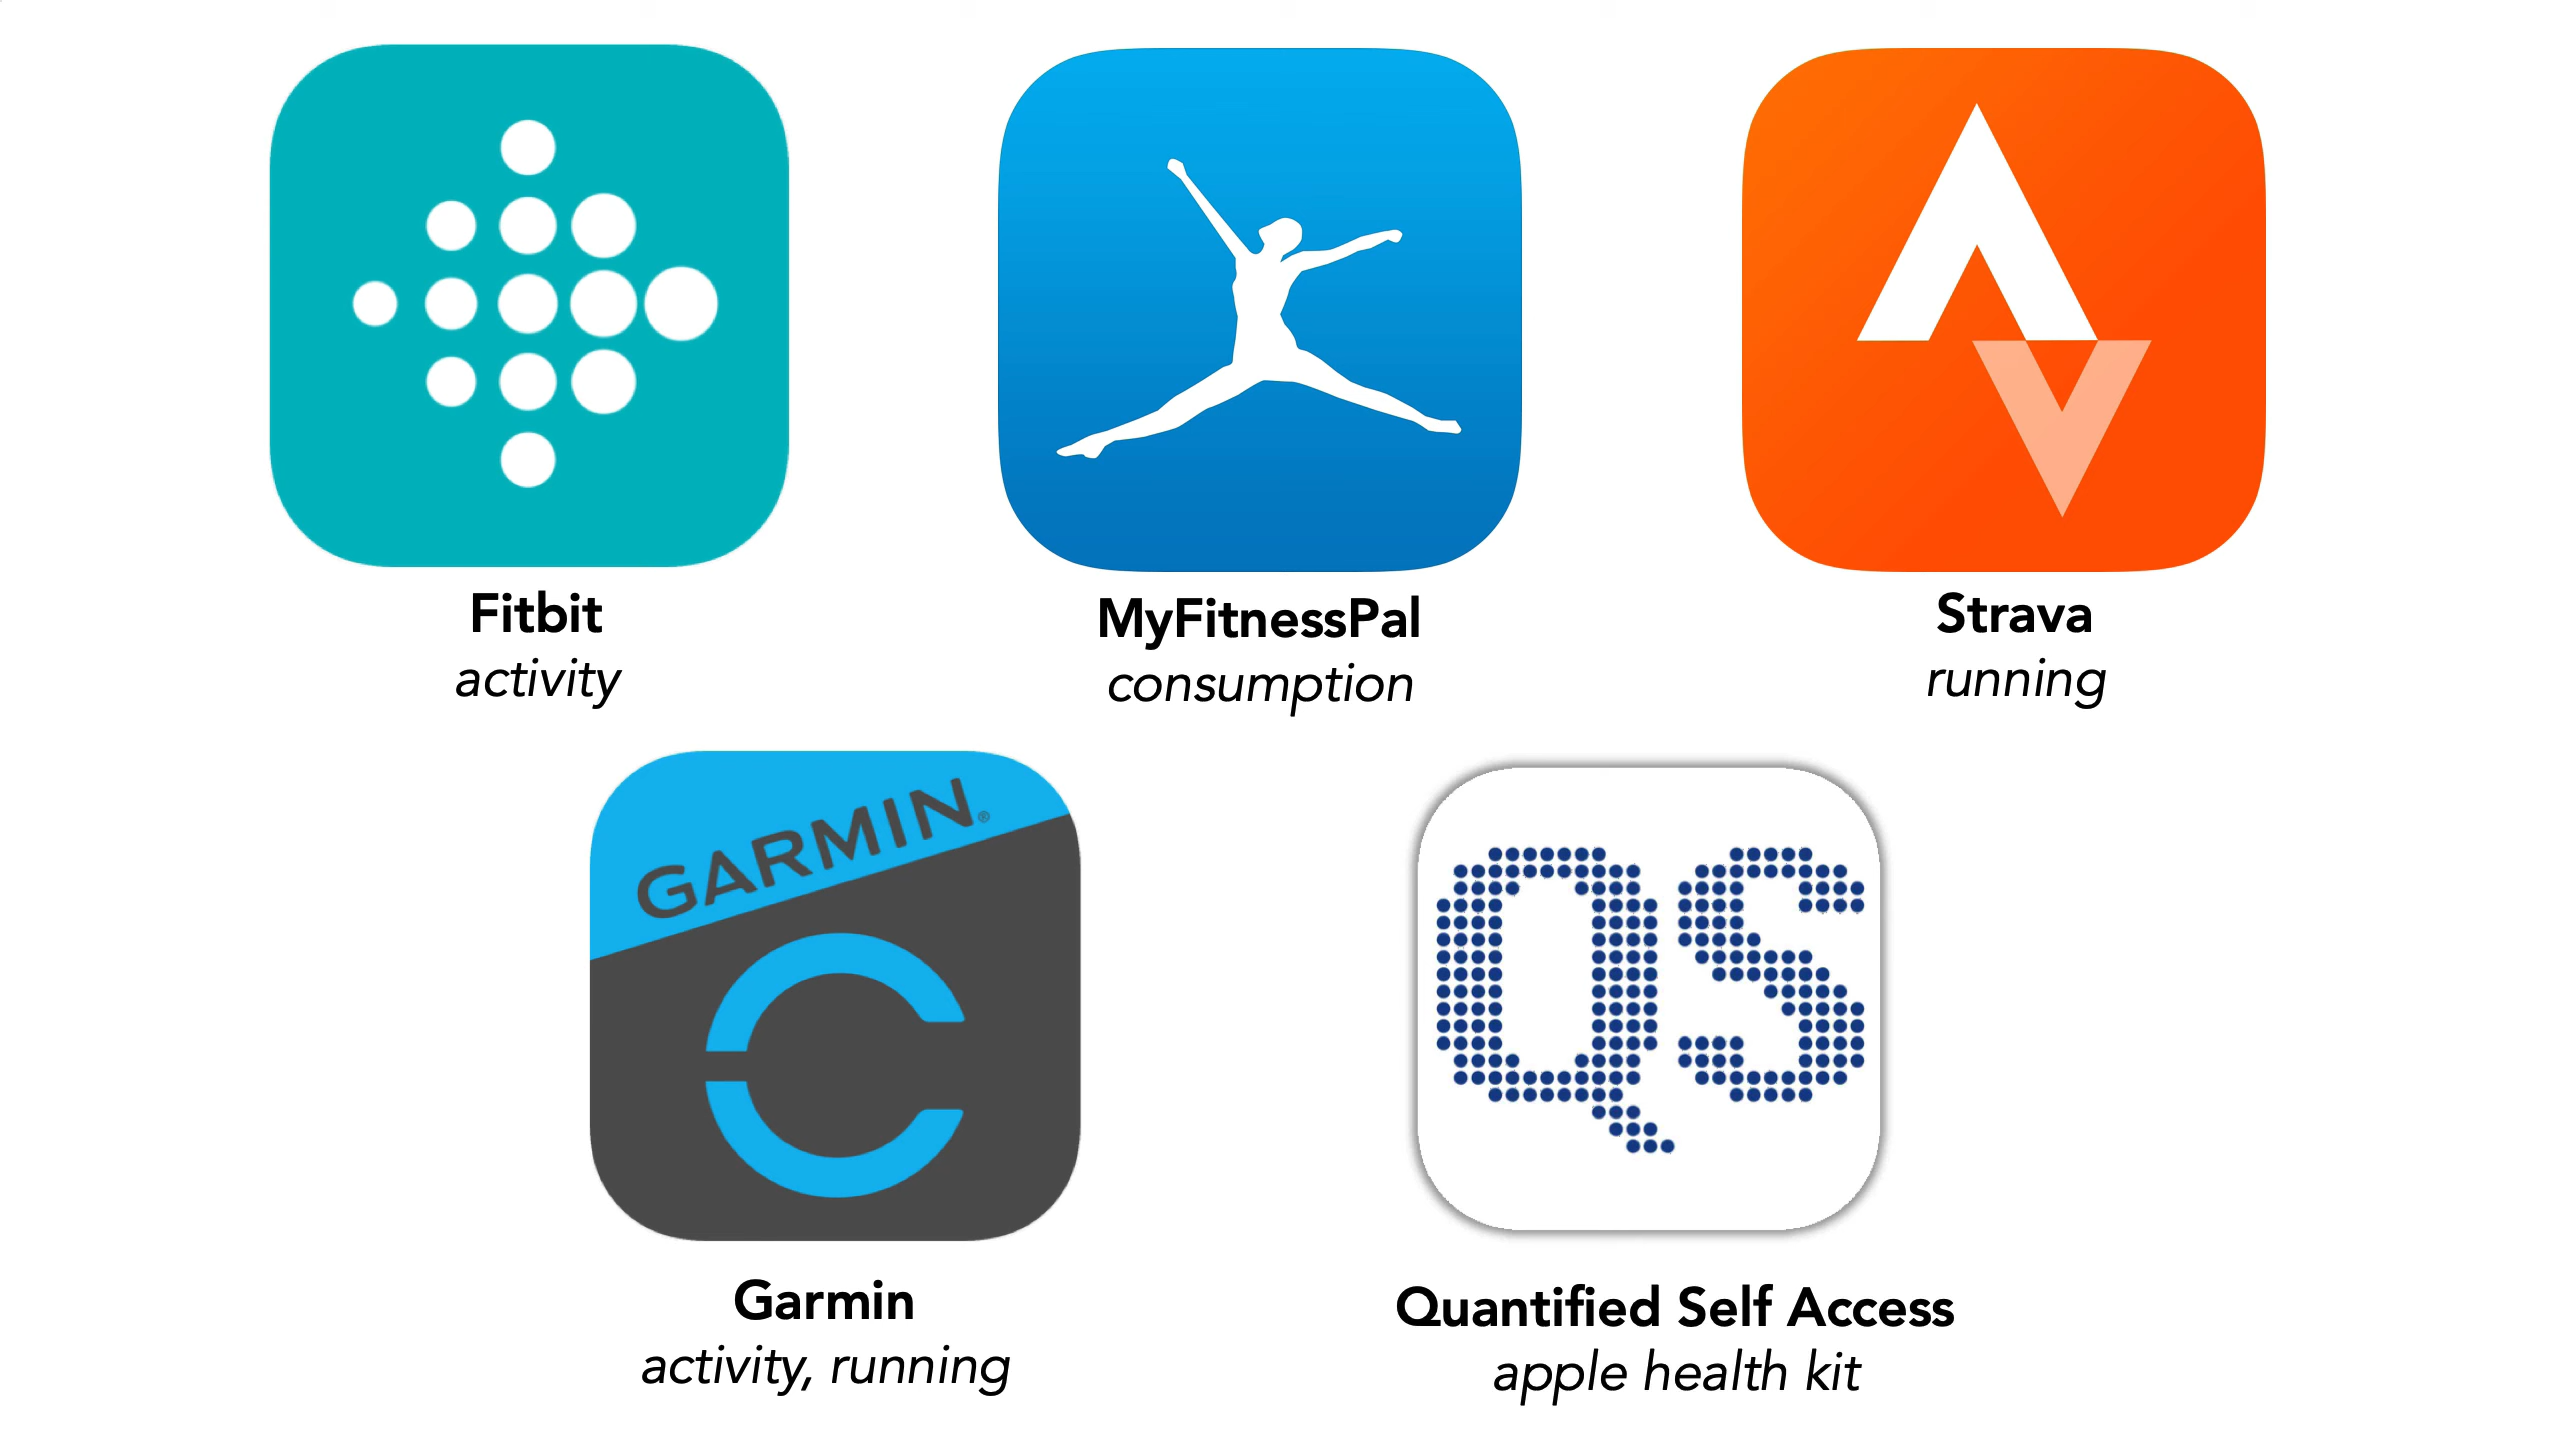 Fitbit
activity
MyFitnessPal
consumption
Strava
running
GARMIN®
Garmin
activity, running
QS
Quantified Self Access
apple health kit